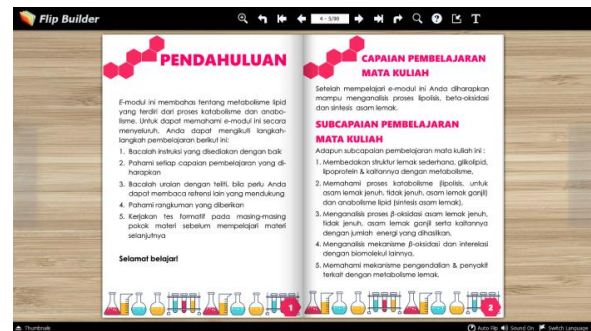 Flip Builder
4 - 5/88
T
PENDAHULUAN
E-modul ini membahas tentang metabolisme lipid
yang terdiri dari proses katabolisme dan anabo-
lisme. Untuk dapat memahami e-modul ini secara
menyeluruh, Anda dapat mengikuti langkah-
langkah pembelajaran berikut ini:
1. Bacalah instruksi yang disediakan dengan baik
2. Pahami setiap capaian pembelajaran yang di-
harapkan
3. Bacalah uraian dengan teliti, bila perlu Anda
dapat membaca refrensi lain yang mendukung
4. Pahami rangkuman yang diberikan
5. Kerjakan tes formatif pada masing-masing
pokok materi sebelum mempelajari materi
selanjutnya
Selamat belajar!
1
CAPAIAN PEMBELAJARAN
MATA KULIAH
Setelah mempelajari e-modul ini Anda diharapkan
mampu menganalisis proses lipolisis, beta-oksidasi
dan sintesis asam lemak.
SUBCAPAIAN PEMBELAJARAN
MATA KULIAH
Adapun subcapaian pembelajaran mata kuliah ini :
1. Membedakan struktur lemak sederhana, glikolipid,
lipoprotein & kaitannya dengan metabolisme,
2. Memahami proses katabolisme (lipolisis, untuk
asam lemak jenuh, tidak jenuh, asam lemak ganjil)
dan anabolisme lipid (sintesis asam lemak).
3. Menganalisis proses β-oksidasi asam lemak jenuh,
tidak jenuh, asam lemak ganjil serta kaitannya
dengan jumlah energi yang dihasilkan,
4. Menganalisis mekanisme β-oksidasi dan interelasi
dengan biomolekul lainnya,
5. Memahami mekanisme pengendalian & penyakit
terkait dengan metabolisme lemak.
2
Thumbnails
Auto Flip Sound On Switch Language